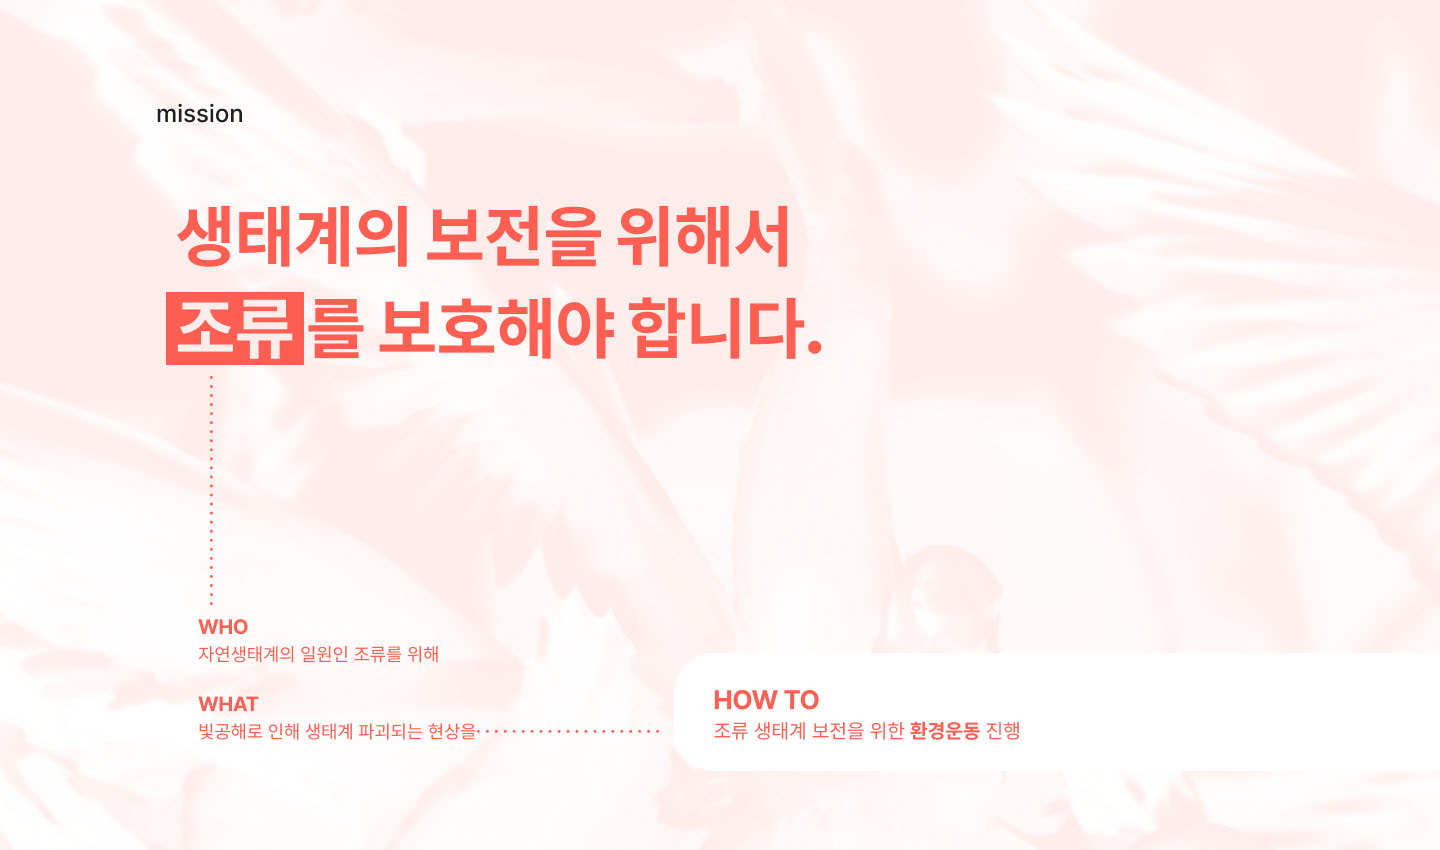 mission
생태계의 보전을 위해서
조류를 보호해야 합니다.
WHO
자연생태계의 일원인 조류를 위해
WHAT
빛공해로 인해 생태계 파괴되는 현상을
HOW TO
조류 생태계 보전을 위한 환경운동 진행